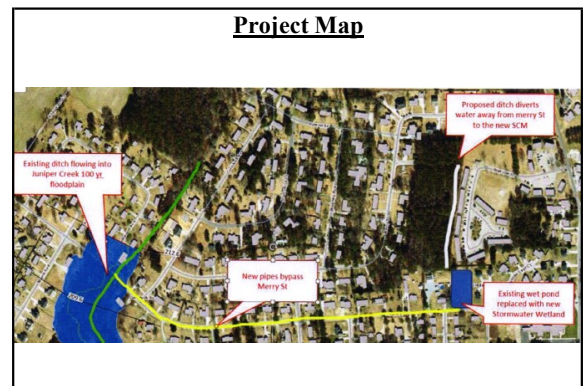 Project Map
Proposed ditch diverts
water away from merry St
to the new SCM
Existing ditch flowing into
Juniper Creek 100 yr
floodplain
New pipes bypass
Merry St
Existing wet pond
replaced with new
Stormwater Wetland